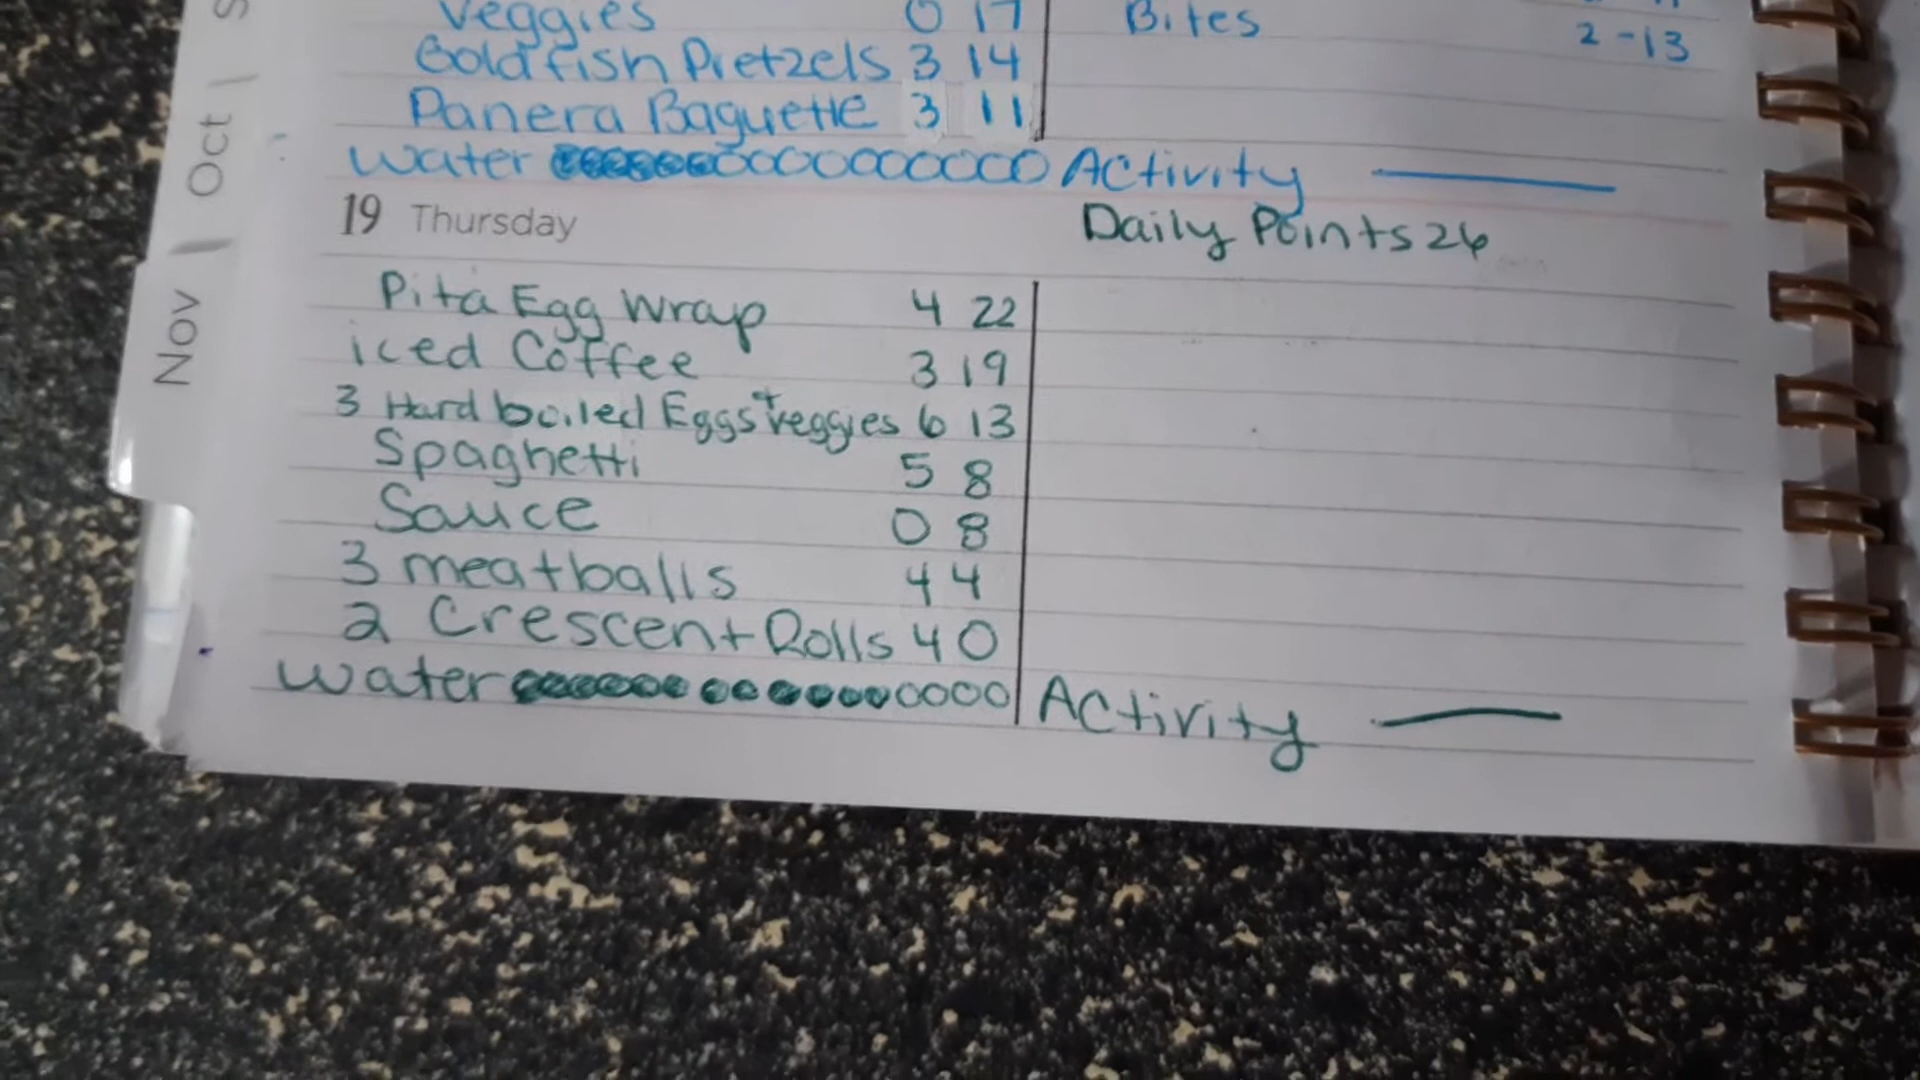 Veggies 0 17
Bites
2 -13
Goldfish Pretzels 3 14
Panera Baguette 3 11
Water Activity
19 Thursday Daily Points 26
Pita Egg Wrap 4 22
iced Coffee 3 19
3 Hard boiled Eggs + veggies 6 13
Spaghetti 5 8
Sauce 0 8
3 meatballs 4 4
2 Crescent Rolls 4 0
Water Activity
Oct
Nov